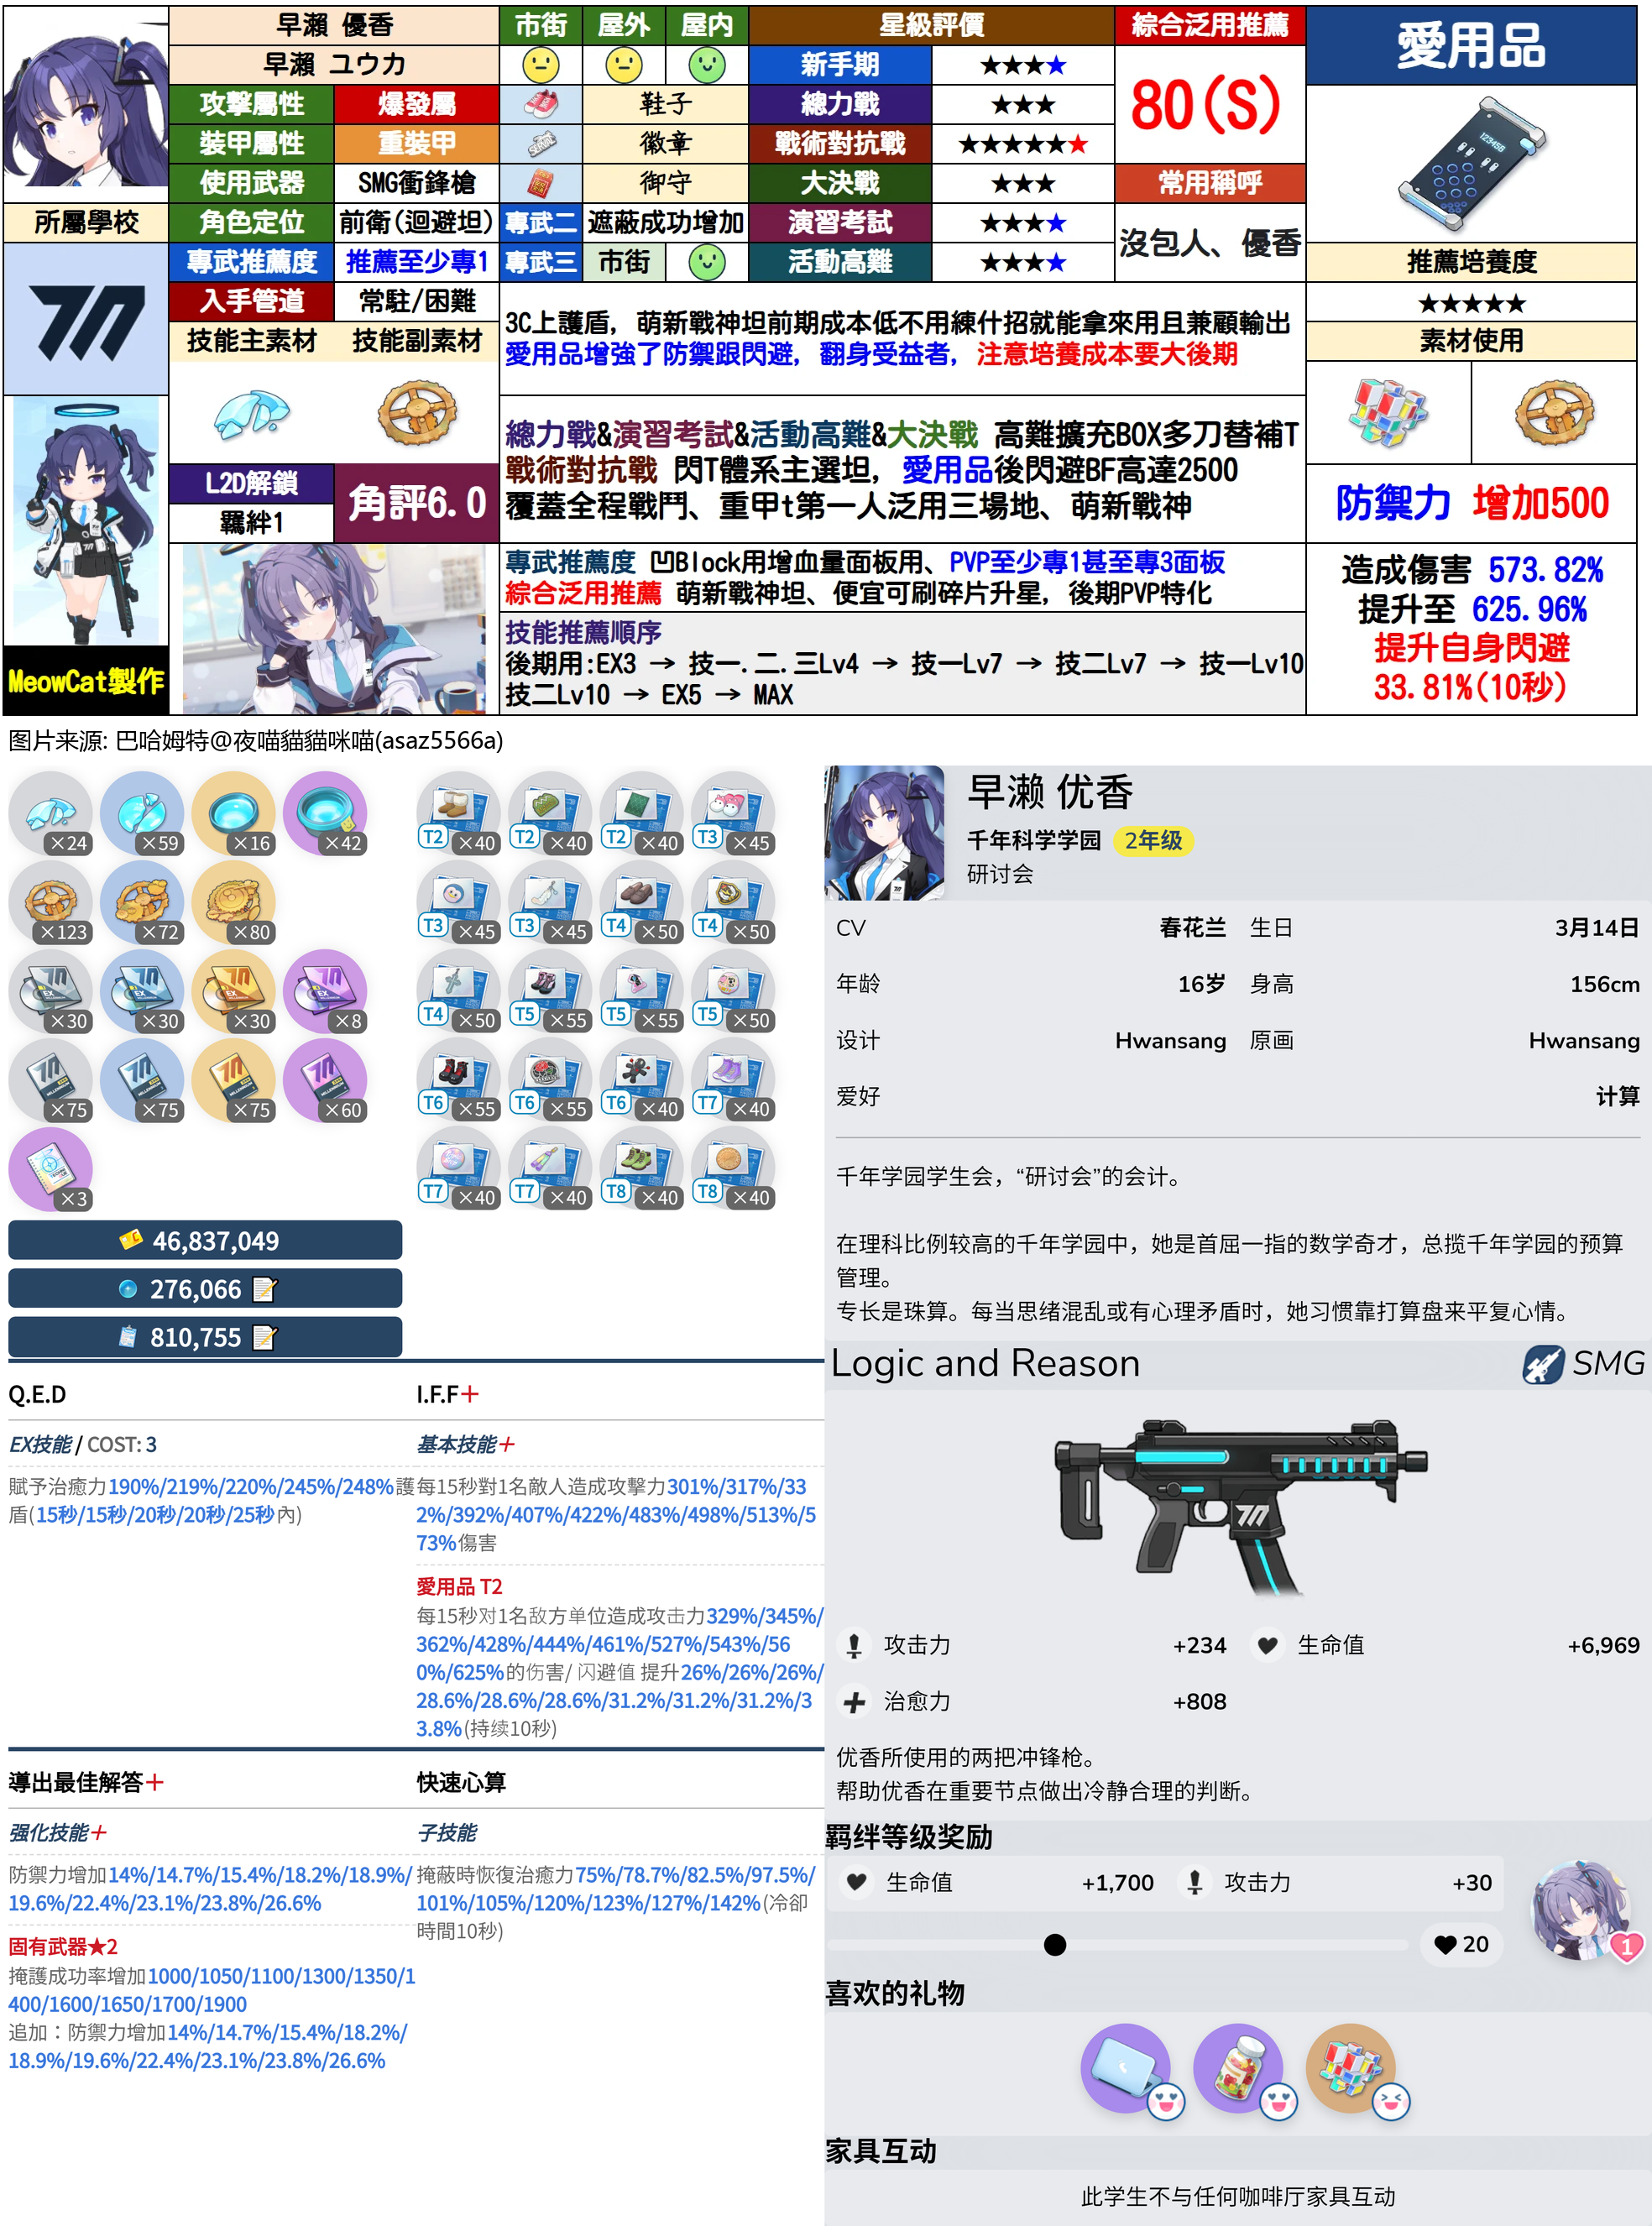 早瀨 優香
早瀬 ユウカ
市街 屋外 屋內
星級評價
綜合泛用推薦
愛用品
新手期 ★★★★
80(S)
攻擊屬性 爆發屬
鞋子
總力戰 ★★★
裝甲屬性 重裝甲
徽章
戰術對抗戰 ★★★★★★
使用武器 SMG衝鋒槍
御守
大決戰 ★★★
常用稱呼
所屬學校
角色定位 前衛(迴避坦)
專武二 遮蔽成功增加
演習考試 ★★★★
沒包人、優香
專武推薦度 推薦至少專1
專武三 市街
活動高難 ★★★★
推薦培養度
★★★★★
入手管道 常駐/困難
技能主素材 技能副素材
3C上護盾, 萌新戰神坦前期成本低不用練什招就能拿來用且兼顧輸出
愛用品增強了防禦跟閃避, 翻身受益者, 注意培養成本要大後期
素材使用
總力戰&演習考試&活動高難&大決戰 高難擴充BOX多刀替補T
戰術對抗戰 閃T體系主選坦, 愛用品後閃避BF高達2500
覆蓋全程戰鬥、重甲t第一人泛用三場地、萌新戰神
L2D解鎖
羈絆1
角評6.0
防禦力 增加500
專武推薦度 凹Block用增血量面板用、PVP至少專1甚至專3面板
綜合泛用推薦 萌新戰神坦、便宜可刷碎片升星, 後期PVP特化
技能推薦順序
後期用:EX3 → 技一.二.三Lv4 → 技一Lv7 → 技二Lv7 → 技一Lv10
技二Lv10 → EX5 → MAX
造成傷害 573.82%
提升至 625.96%
提升自身閃避
33.81%(10秒)
MeowCat製作
图片来源: 巴哈姆特@夜喵貓貓咪喵(asaz5566a)
×24 ×59 ×16 ×42
×123 ×72 ×80
×30 ×30 ×30 ×8
×75 ×75 ×75 ×60
×3
T2 ×40 T2 ×40 T2 ×40 T3 ×45
T3 ×45 T3 ×45 T4 ×50 T4 ×50
T4 ×50 T5 ×55 T5 ×55 T5 ×50
T6 ×55 T6 ×55 T6 ×40 T7 ×40
T7 ×40 T7 ×40 T8 ×40 T8 ×40
46,837,049
276,066
810,755
Q.E.D
EX技能 / COST: 3
賦予治癒力190%/219%/220%/245%/248%護
盾(15秒/15秒/20秒/20秒/25秒內)
I.F.F+
基本技能+
每15秒對1名敵人造成攻擊力301%/317%/33
2%/392%/407%/422%/483%/498%/513%/5
73%傷害
愛用品 T2
每15秒对1名敌方单位造成攻击力329%/345%/
362%/428%/444%/461%/527%/543%/56
0%/625%的伤害/ 闪避值 提升26%/26%/26%/
28.6%/28.6%/28.6%/31.2%/31.2%/31.2%/3
3.8%(持续10秒)
導出最佳解答+
强化技能+
防禦力增加14%/14.7%/15.4%/18.2%/18.9%/
19.6%/22.4%/23.1%/23.8%/26.6%
固有武器★2
掩護成功率增加1000/1050/1100/1300/1350/1
400/1600/1650/1700/1900
追加：防禦力增加14%/14.7%/15.4%/18.2%/
18.9%/19.6%/22.4%/23.1%/23.8%/26.6%
快速心算
子技能
掩蔽時恢復治癒力75%/78.7%/82.5%/97.5%/
101%/105%/120%/123%/127%/142%(冷卻
時間10秒)
早濑 优香
千年科学学园 2年级
研讨会
CV 春花兰 生日 3月14日
年龄 16岁 身高 156cm
设计 Hwansang 原画 Hwansang
爱好 计算
千年学园学生会，“研讨会”的会计。
在理科比例较高的千年学园中，她是首屈一指的数学奇才，总揽千年学园的预算
管理。
专长是珠算。每当思绪混乱或有心理矛盾时，她习惯靠打算盘来平复心情。
Logic and Reason SMG
攻击力 +234 生命值 +6,969
治愈力 +808
优香所使用的两把冲锋枪。
帮助优香在重要节点做出冷静合理的判断。
羁绊等级奖励
生命值 +1,700 攻击力 +30
20
1
喜欢的礼物
家具互动
此学生不与任何咖啡厅家具互动